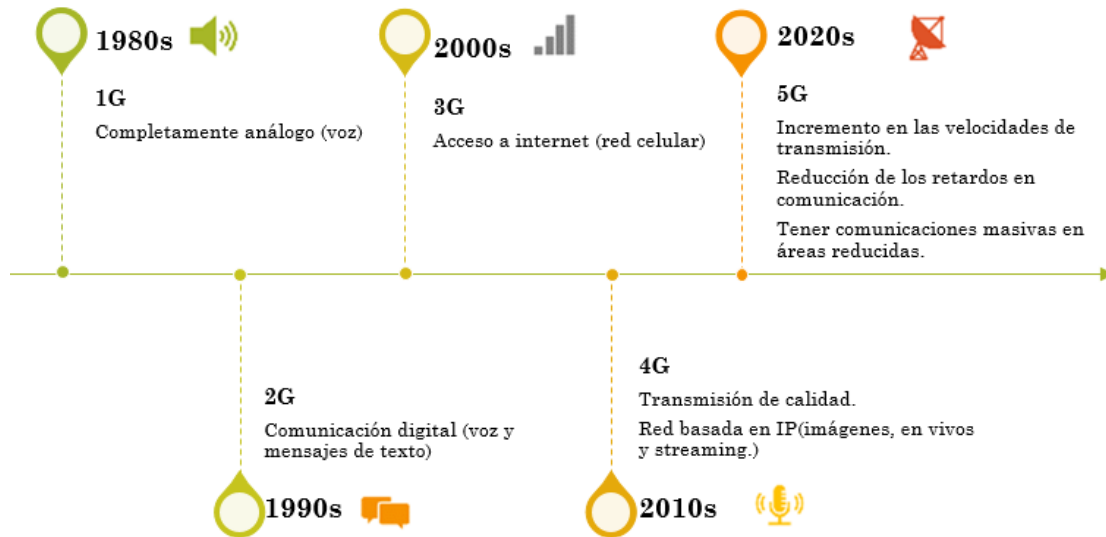 1980s
1G
Completamente análogo (voz)
2000s
3G
Acceso a internet (red celular)
2020s
5G
Incremento en las velocidades de
transmisión.
Reducción de los retardos en
comunicación.
Tener comunicaciones masivas en
áreas reducidas.
2G
Comunicación digital (voz y
mensajes de texto)
1990s
4G
Transmisión de calidad.
Red basada en IP(imágenes, en vivos
y streaming.)
2010s